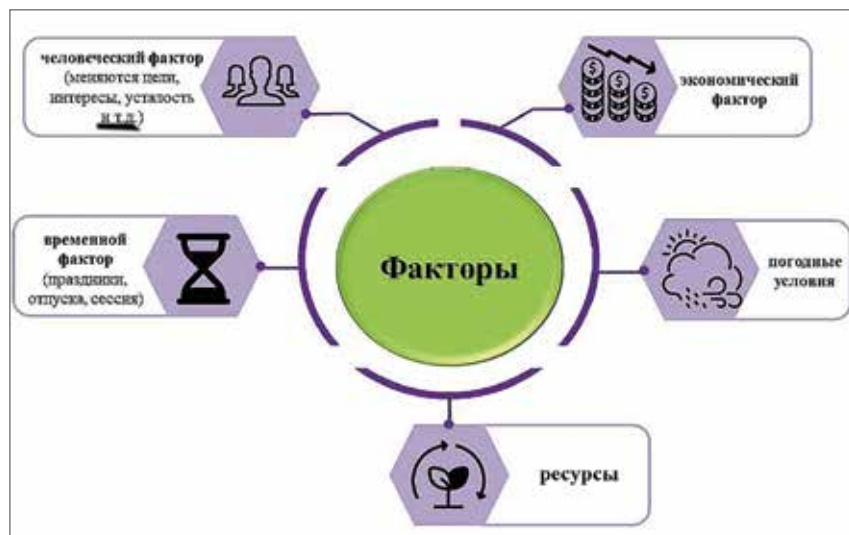 человеческий фактор
(меняются цели,
интересы, усталость
и т.д.)
экономический
фактор
временной
фактор
(праздники,
отпуска, сессия)
Факторы
погодные
условия
ресурсы